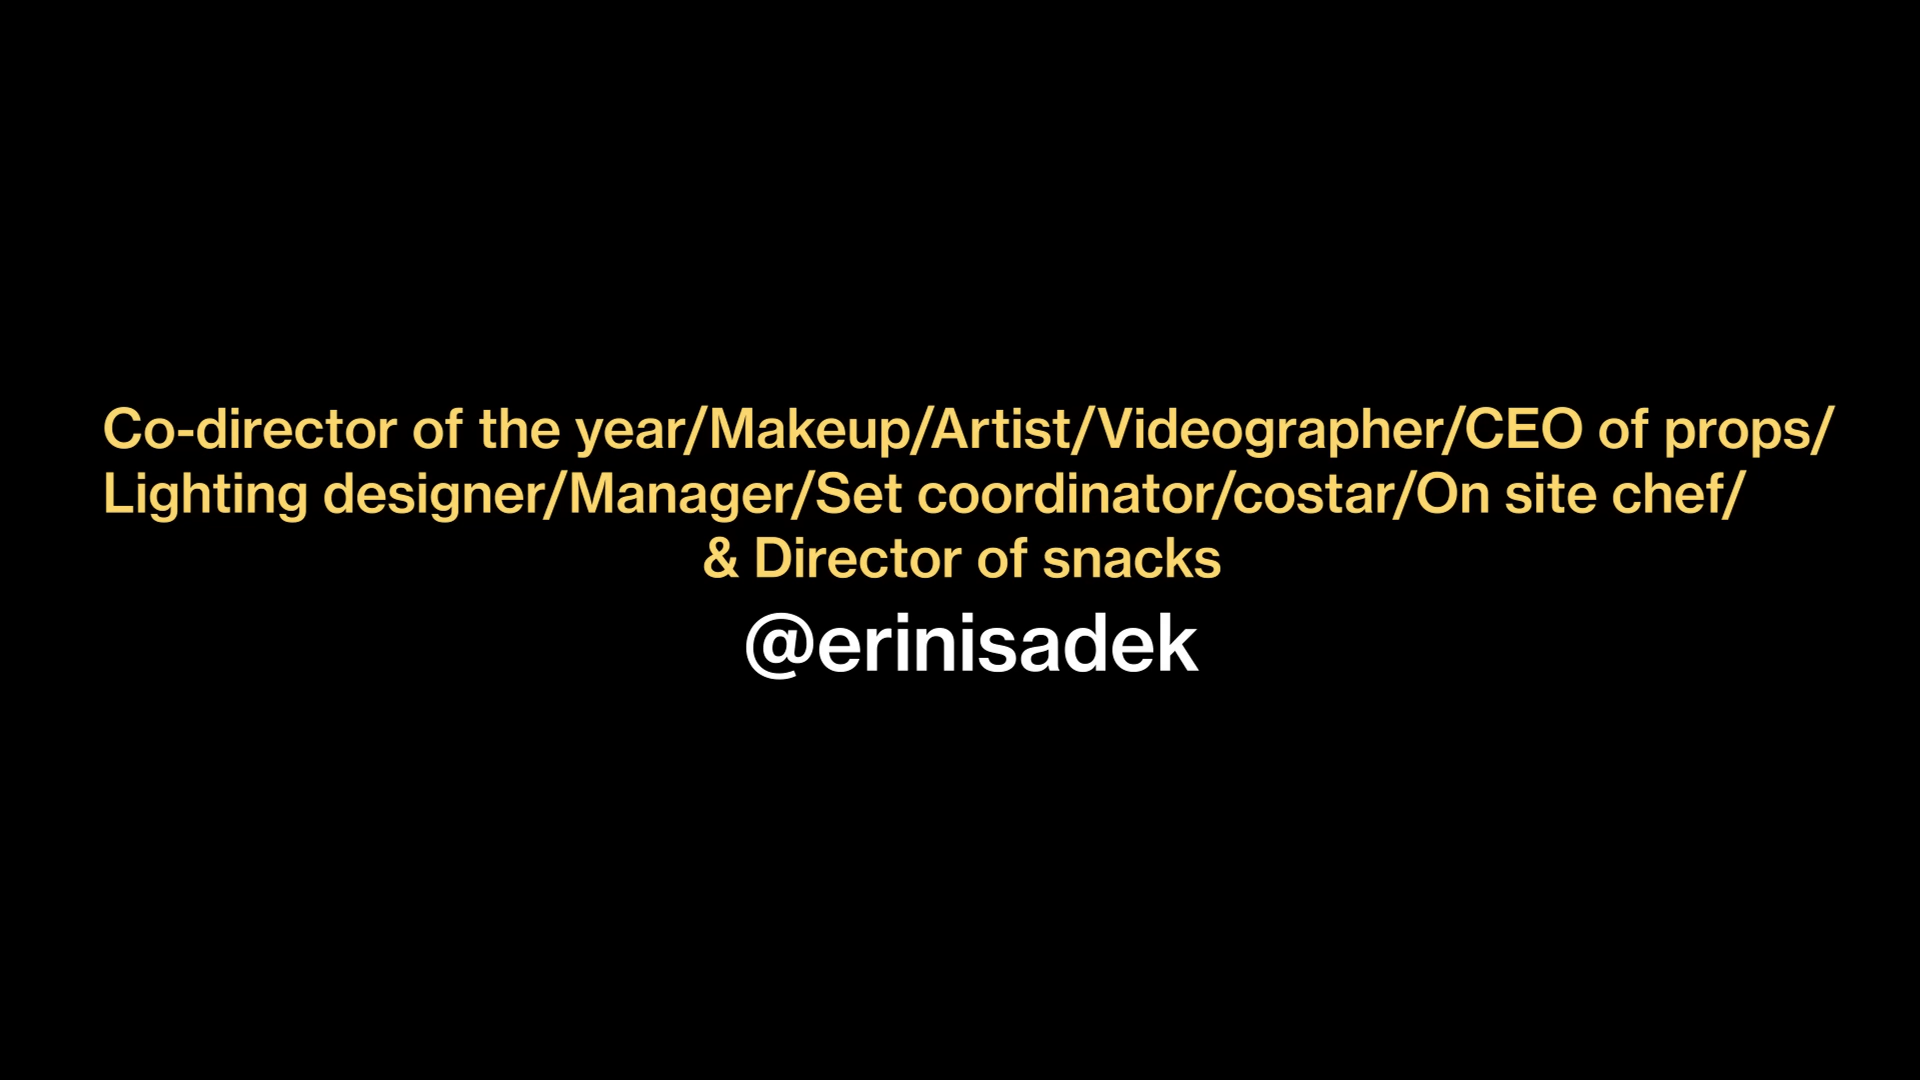 Co-director of the year/Makeup/Artist/Videographer/CEO of props/
Lighting designer/Manager/Set coordinator/costar/On site chef/
& Director of snacks
@erinisadek